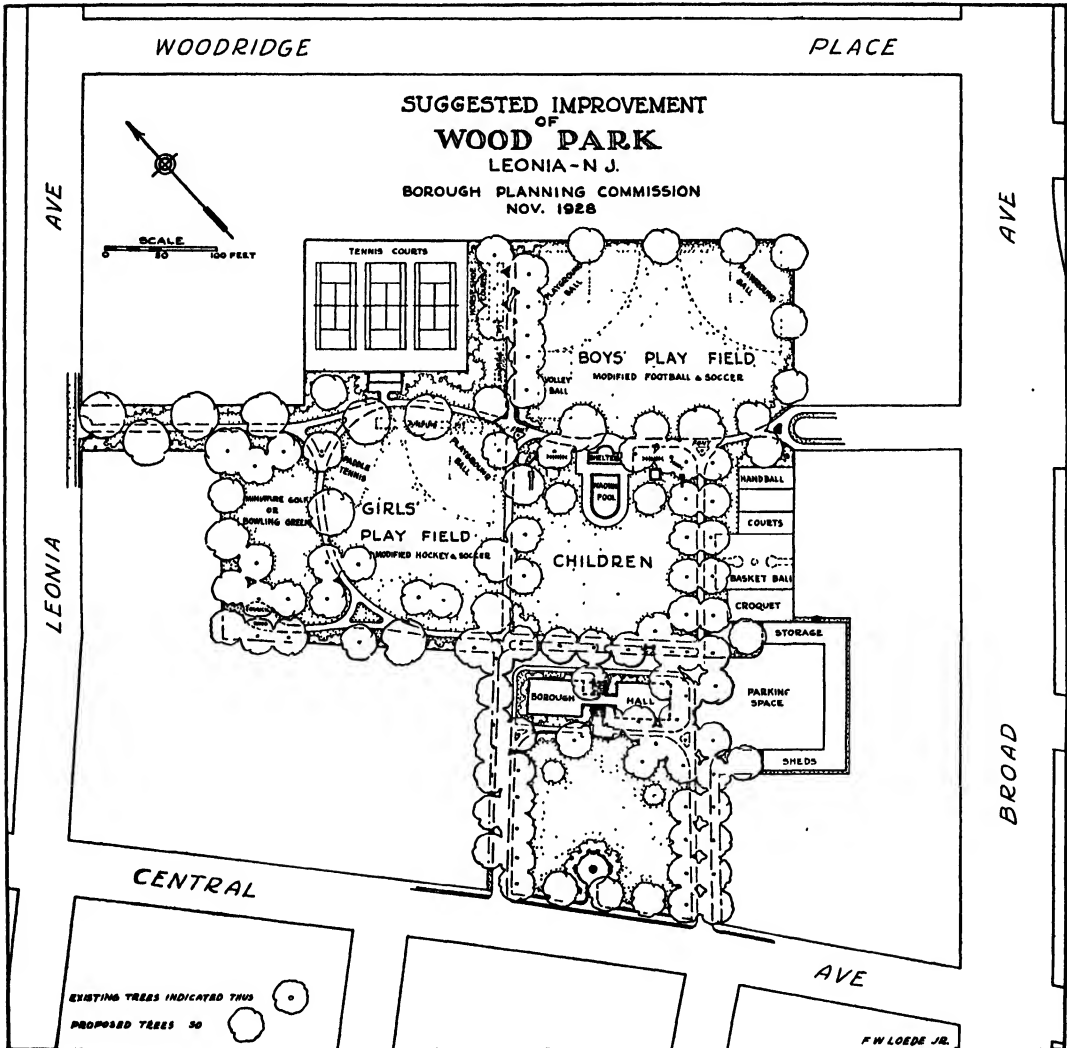 WOODRIDGE PLACE
SUGGESTED IMPROVEMENT
OF
WOOD PARK
LEONIA-N J.
BOROUGH PLANNING COMMISSION
NOV. 1928
AVE
AVE
SCALE
0 50 100 FEET
TENNIS COURTS
HORSE SHOE
COURTS
PLAYGROUND
BALL
PLAYGROUND
BALL
BOYS' PLAY FIELD
MODIFIED FOOTBALL & SOCCER
VOLLEY
BALL
PADDLE
TENNIS
PLAYGROUND
BALL
SHELTER
WADING
POOL
HANDBALL
COURTS
MINIATURE GOLF
OR
BOWLING GREEN
GIRLS'
PLAY FIELD
MODIFIED HOCKEY & SOCCER
CHILDREN
BASKET BALL
CROQUET
LEONIA
STORAGE
BOROUGH HALL
PARKING
SPACE
SHEDS
BROAD
CENTRAL
AVE
EXISTING TREES INDICATED THUS
PROPOSED TREES SO
F W LOEDE JR.